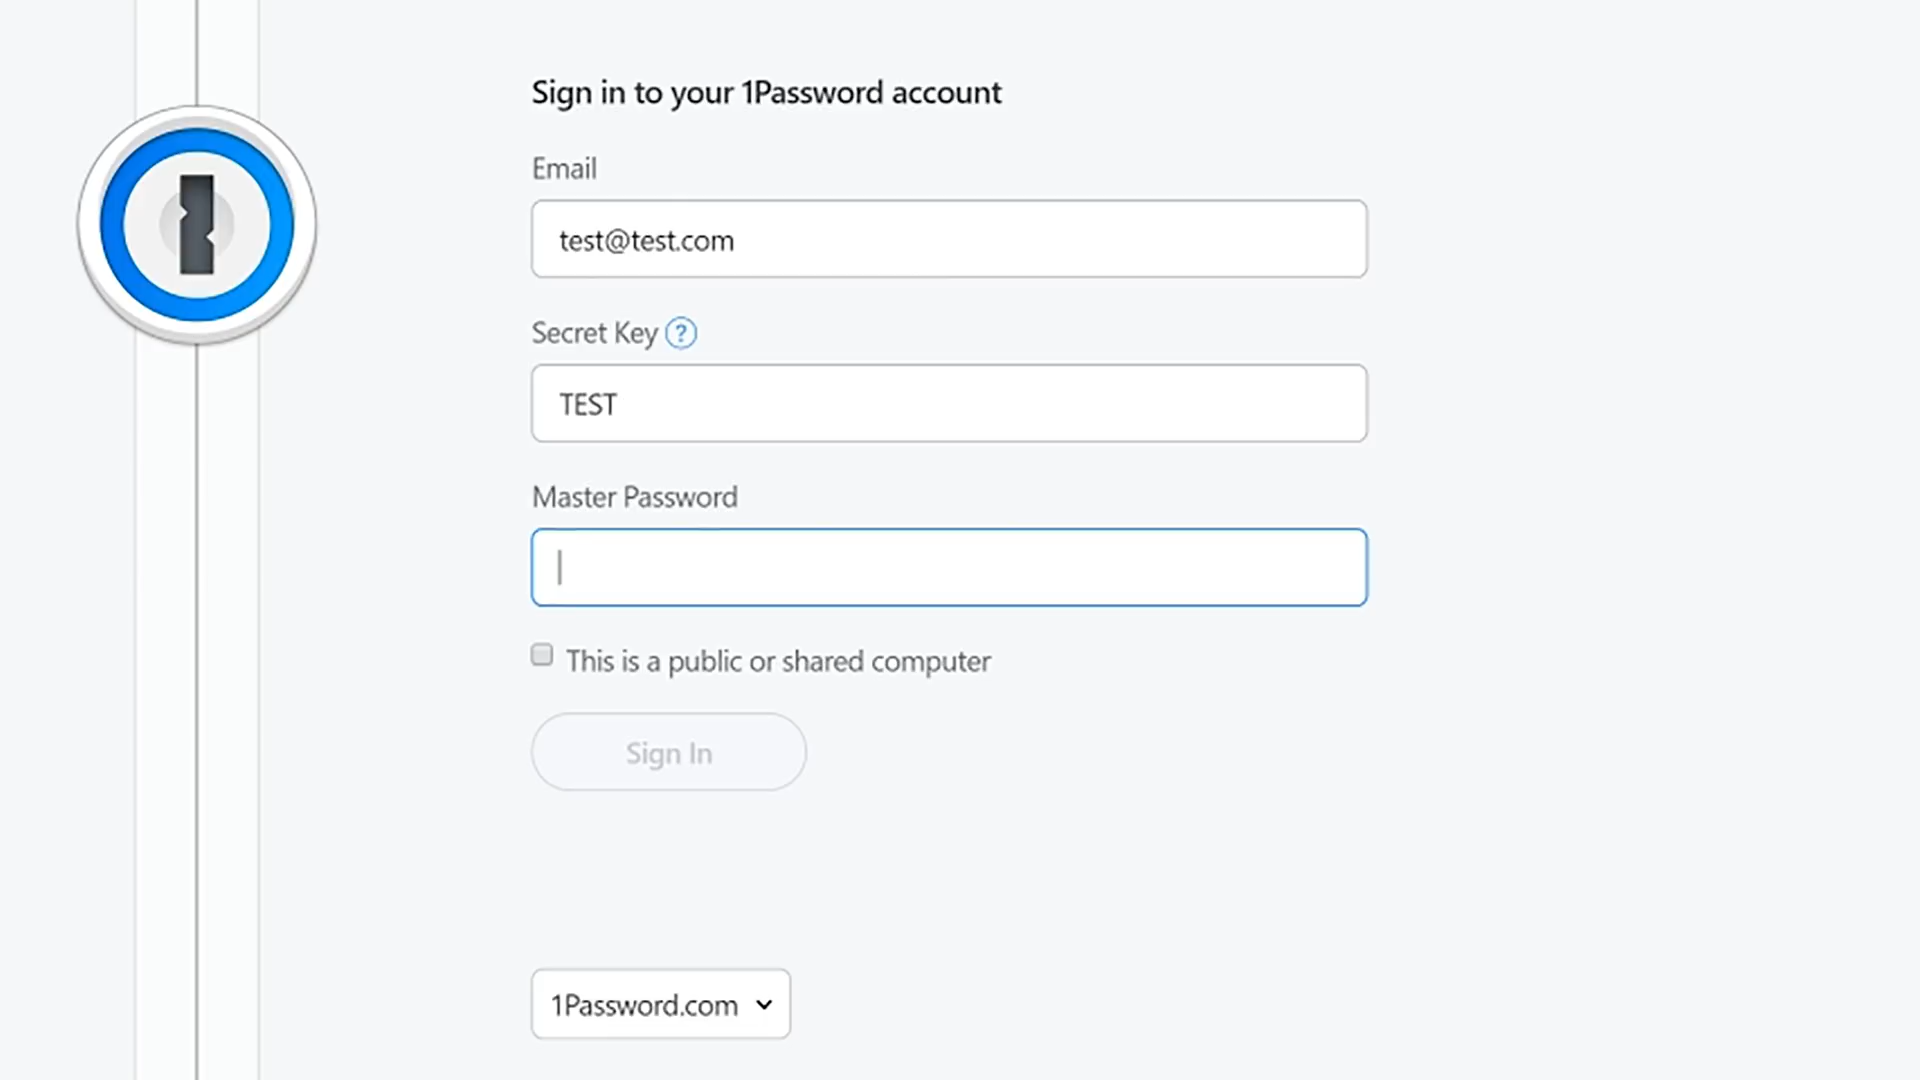 Sign in to your 1Password account
Email
test@test.com
Secret Key ?
TEST
Master Password
This is a public or shared computer
Sign In
1Password.com